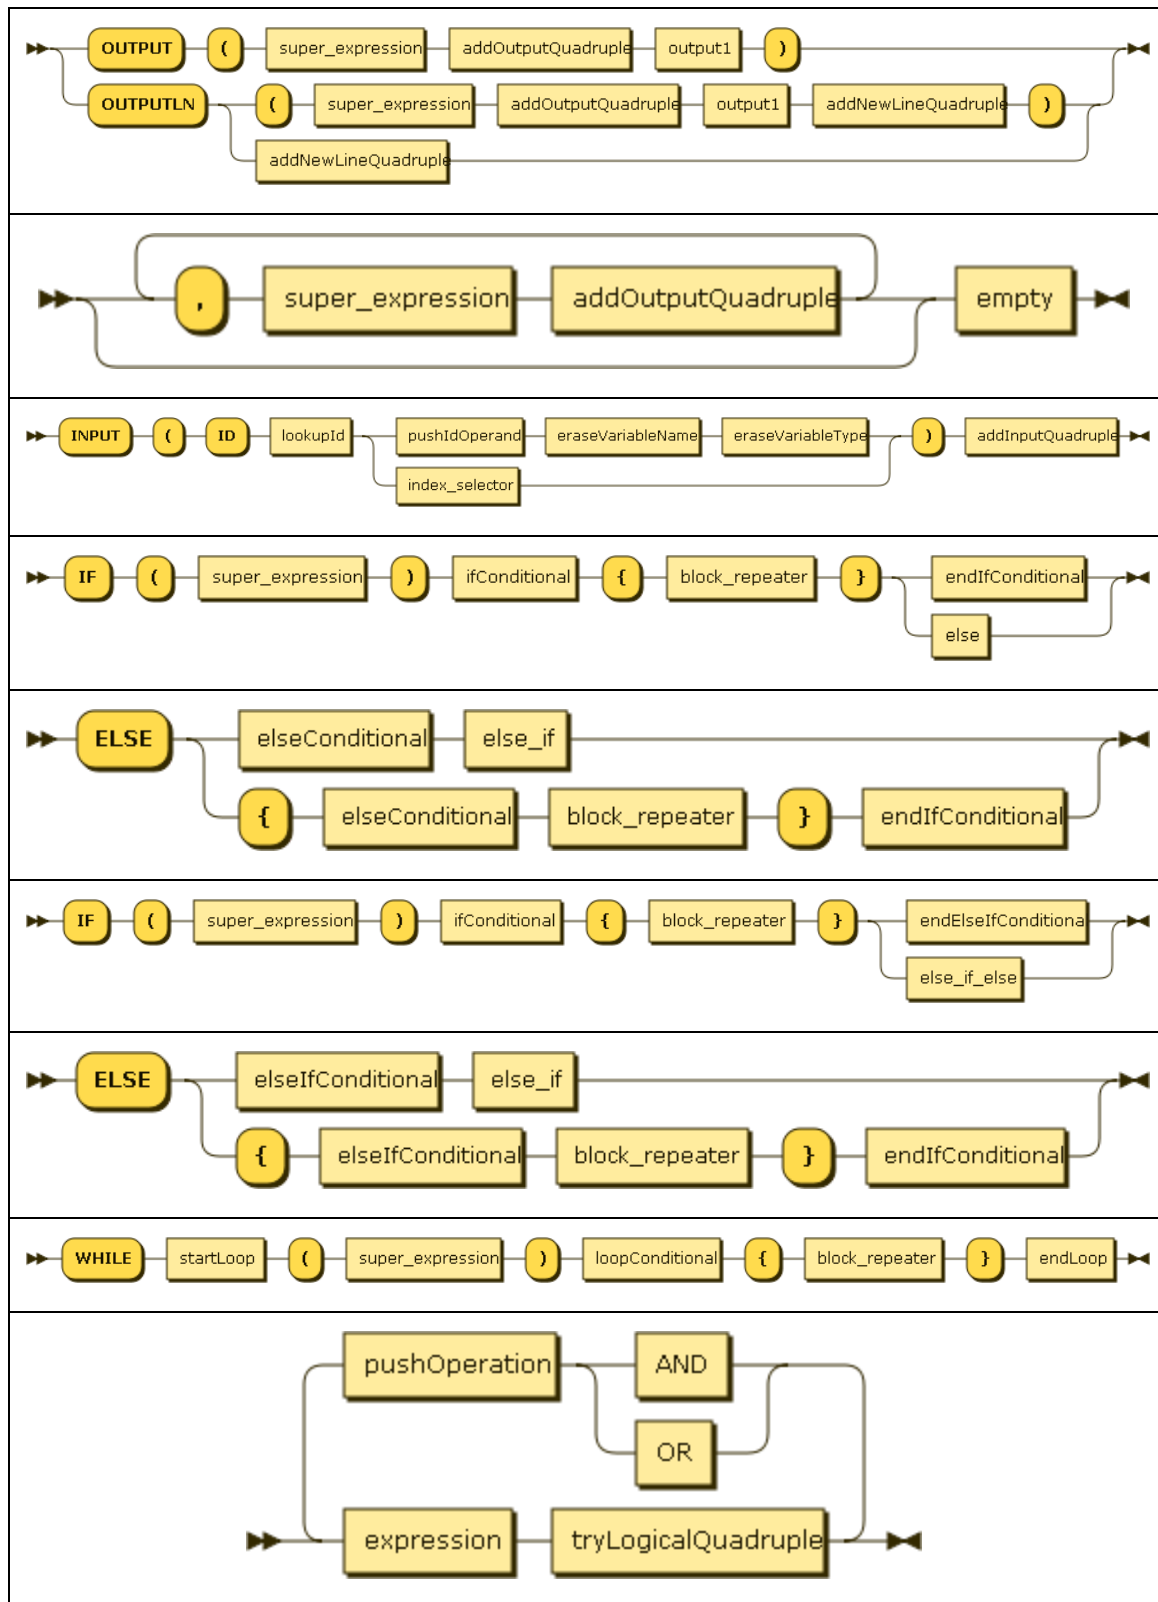 OUTPUT ( super_expression addOutputQuadruple output1 )
OUTPUTLN ( super_expression addOutputQuadruple output1 addNewLineQuadruple )
addNewLineQuadruple
, super_expression addOutputQuadruple empty
INPUT ( ID lookupId pushIdOperand eraseVariableName eraseVariableType ) addInputQuadruple
index_selector
IF ( super_expression ) ifConditional { block_repeater } endIfConditional
else
ELSE elseConditional else_if
{ elseConditional block_repeater } endIfConditional
IF ( super_expression ) ifConditional { block_repeater } endElseIfConditiona
else_if_else
ELSE elseIfConditional else_if
{ elseIfConditional block_repeater } endIfConditional
WHILE startLoop ( super_expression ) loopConditional { block_repeater } endLoop
pushOperation AND
OR
expression tryLogicalQuadruple